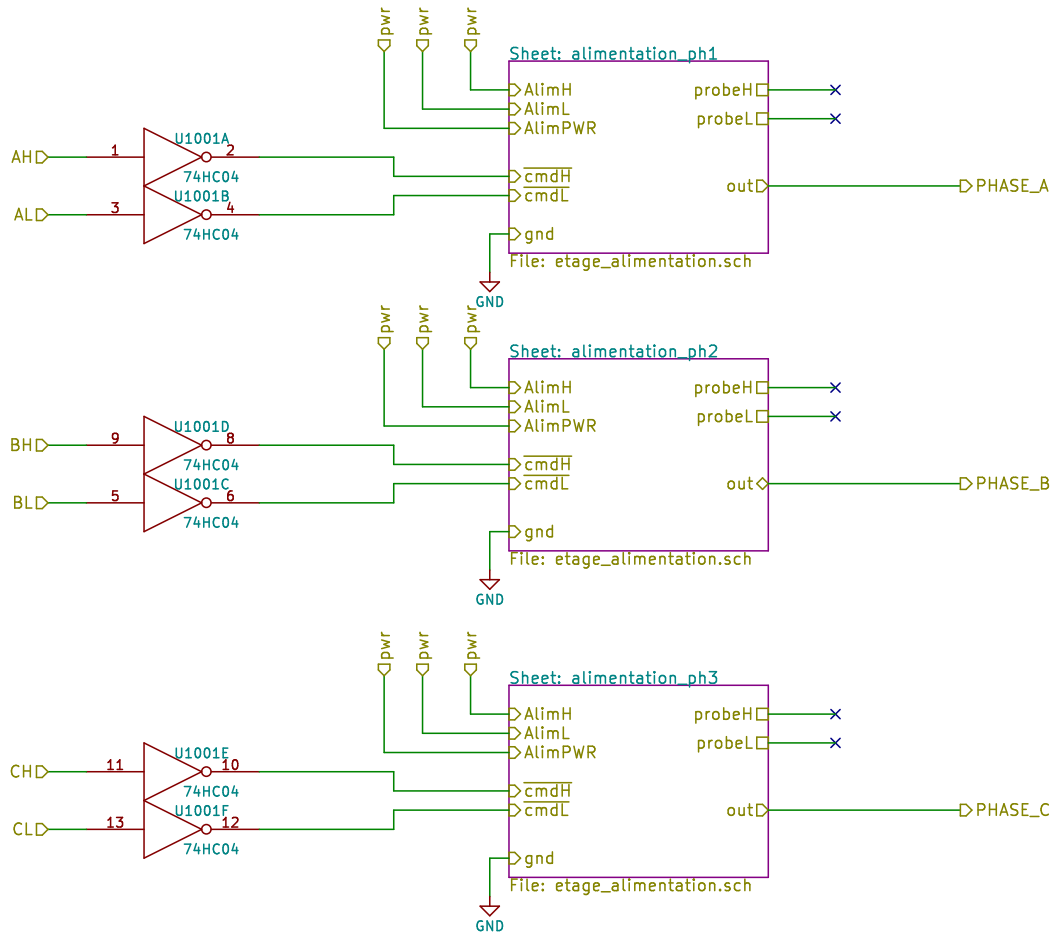 pwr pwr pwr
Sheet: alimentation_ph1
AlimH probeH
AlimL probeL
AlimPWR
U1001A
AH 1 2
74HC04
cmdH
out PHASE_A
U1001B
cmdL
AL 3 4
74HC04
gnd
File: etage_alimentation.sch
GND
pwr pwr pwr
Sheet: alimentation_ph2
AlimH probeH
AlimL probeL
AlimPWR
U1001D
BH 9 8
74HC04
cmdH
U1001C
cmdL out PHASE_B
BL 5 6
74HC04
gnd
File: etage_alimentation.sch
GND
pwr pwr pwr
Sheet: alimentation_ph3
AlimH probeH
AlimL probeL
AlimPWR
U1001E
CH 11 10
74HC04
cmdH
U1001F
cmdL out PHASE_C
CL 13 12
74HC04
gnd
File: etage_alimentation.sch
GND